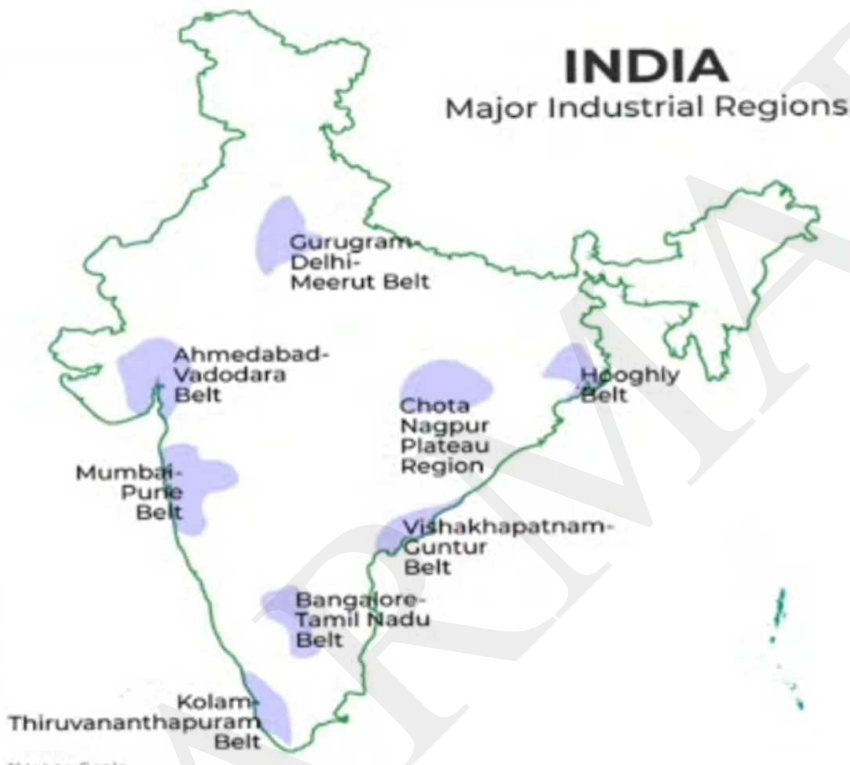 INDIA
Major Industrial Regions
Gurugram-
Delhi-
Meerut Belt
Ahmedabad-
Vadodara
Belt
Hooghly
Belt
Chota
Nagpur
Plateau
Region
Mumbai-
Pune
Belt
Vishakhapatnam-
Guntur
Belt
Bangalore-
Tamil Nadu
Belt
Kolam-
Thiruvananthapuram
Belt
ARMA